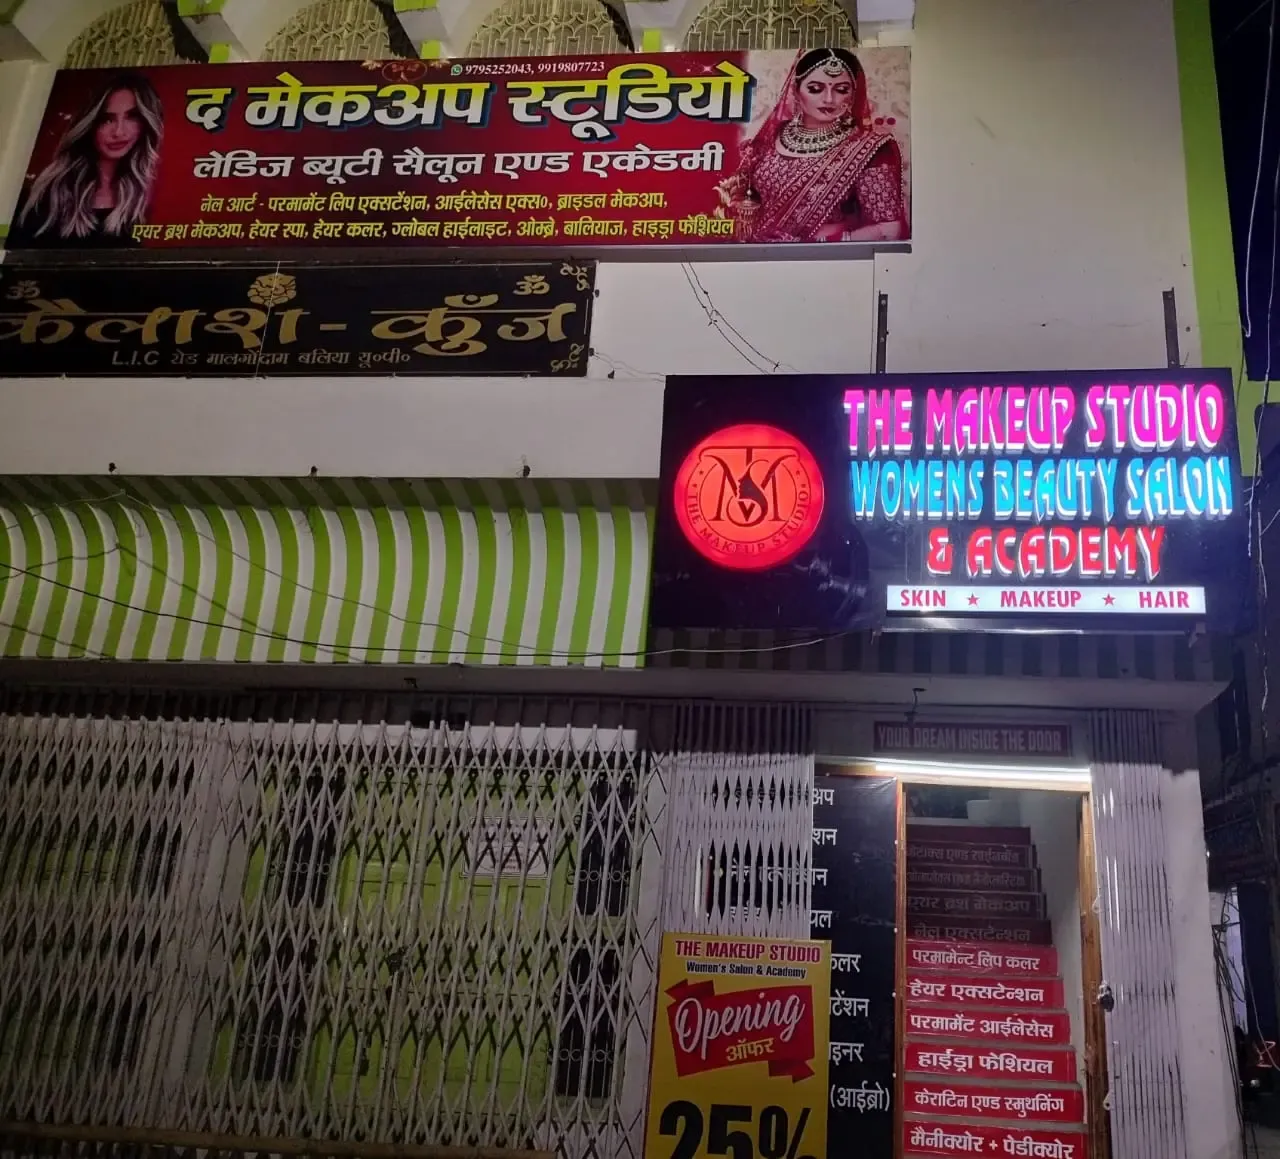 9795252043, 9919807723
द मेकअप स्टूडियो
लेडिज ब्यूटी सैलून एण्ड एकेडमी
नेल आर्ट - परमामेंट लिप एक्सटेंशन, आईलेसेस एक्स०, ब्राइडल मेकअप,
एयर ब्रश मेकअप, हेयर स्पा, हेयर कलर, ग्लोबल हाईलाइट, ओम्ब्रे, बालियाज, हाइड्रा फेशियल
ॐ ॐ
कैलाश - कुँज
L.I.C रोड मालगोदाम बलिया यू०पी०
THE MAKEUP STUDIO
WOMENS BEAUTY SALON
& ACADEMY
SKIN ★ MAKEUP ★ HAIR
TMS
THE MAKEUP STUDIO
YOUR DREAM INSIDE THE DOOR
एयर ब्रश मेकअप
नेल एक्सटेन्शन
परमामेन्ट लिप कलर
हेयर एक्सटेन्शन
परमामेंट आईलेसेस
हाईड्रा फेशियल
केराटिन एण्ड स्मुथनिंग
मैनीक्योर + पेडीक्योर
(आईब्रो)
THE MAKEUP STUDIO
Women's Salon & Academy
Opening
ऑफर
25%